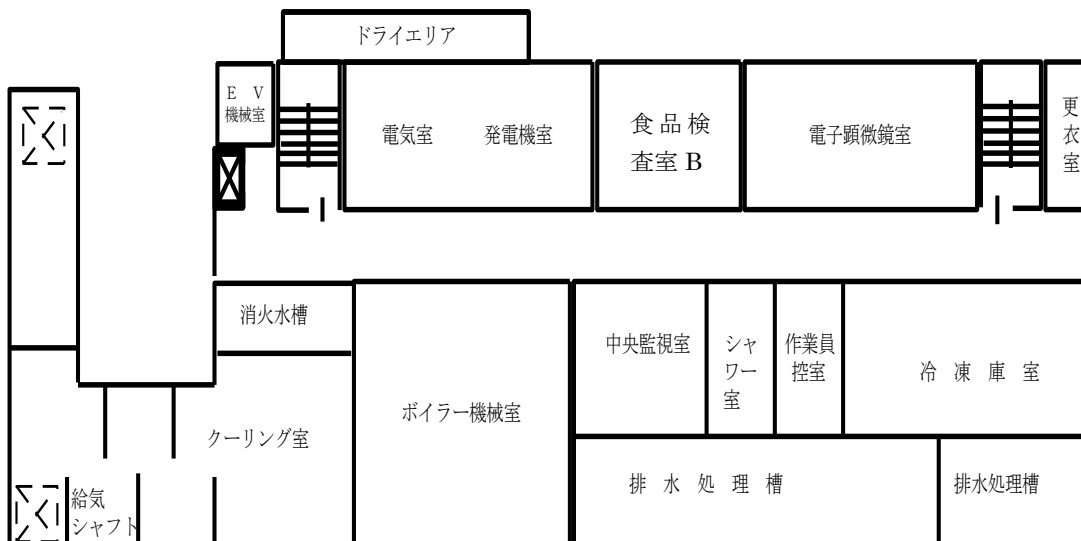 ドライエリア
E V
機械室
電気室
発電機室
食品検
査室 B
電子顕微鏡室
更
衣
室
消火水槽
中央監視室
シャ
ワー
室
作業員
控室
冷凍庫室
ボイラー機械室
クーリング室
給気
シャフト
排水処理槽
排水処理槽